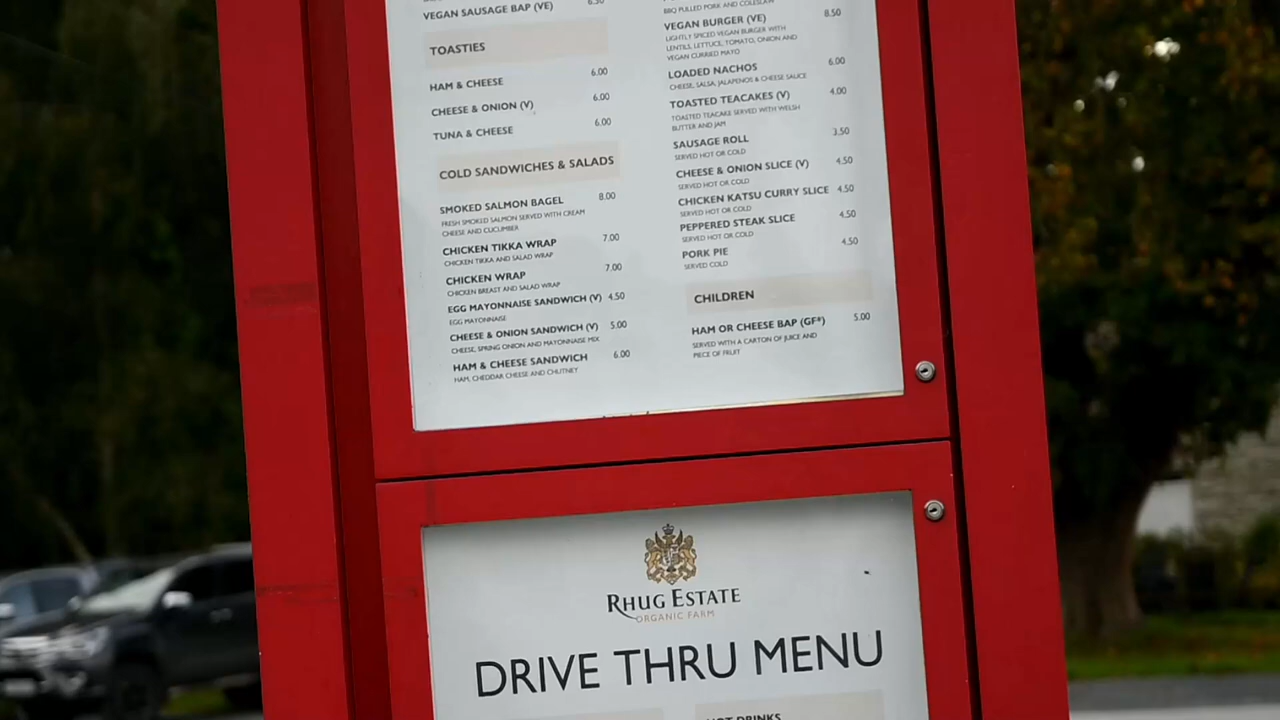 VEGAN SAUSAGE BAP (VE) 6.50
TOASTIES
HAM & CHEESE 6.00
CHEESE & ONION (V) 6.00
TUNA & CHEESE 6.00
COLD SANDWICHES & SALADS
SMOKED SALMON BAGEL 8.00
FRESH SMOKED SALMON SERVED WITH CREAM
CHEESE AND CUCUMBER
CHICKEN TIKKA WRAP 7.00
CHICKEN TIKKA AND SALAD WRAP
CHICKEN WRAP 7.00
CHICKEN BREAST AND SALAD WRAP
EGG MAYONNAISE SANDWICH (V) 4.50
EGG MAYONNAISE
CHEESE & ONION SANDWICH (V) 5.00
CHEESE, SPRING ONION AND MAYONNAISE MIX
HAM & CHEESE SANDWICH 6.00
HAM, CHEDDAR CHEESE AND CHUTNEY
BBQ PULLED PORK AND COLESLAW
VEGAN BURGER (VE) 8.50
LIGHTLY SPICED VEGAN BURGER WITH
LENTILS, LETTUCE, TOMATO, ONION AND
VEGAN CURRIED MAYO
LOADED NACHOS 6.00
CHEESE, SALSA, JALAPENOS & CHEESE SAUCE
TOASTED TEACAKES (V) 4.00
TOASTED TEACAKE SERVED WITH WELSH
BUTTER AND JAM
SAUSAGE ROLL 3.50
SERVED HOT OR COLD
CHEESE & ONION SLICE (V) 4.50
SERVED HOT OR COLD
CHICKEN KATSU CURRY SLICE 4.50
SERVED HOT OR COLD
PEPPERED STEAK SLICE 4.50
SERVED HOT OR COLD
PORK PIE 4.50
SERVED COLD
CHILDREN
HAM OR CHEESE BAP (GF*) 5.00
SERVED WITH A CARTON OF JUICE AND
PIECE OF FRUIT
RHUG ESTATE
ORGANIC FARM
DRIVE THRU MENU
HOT DRINKS